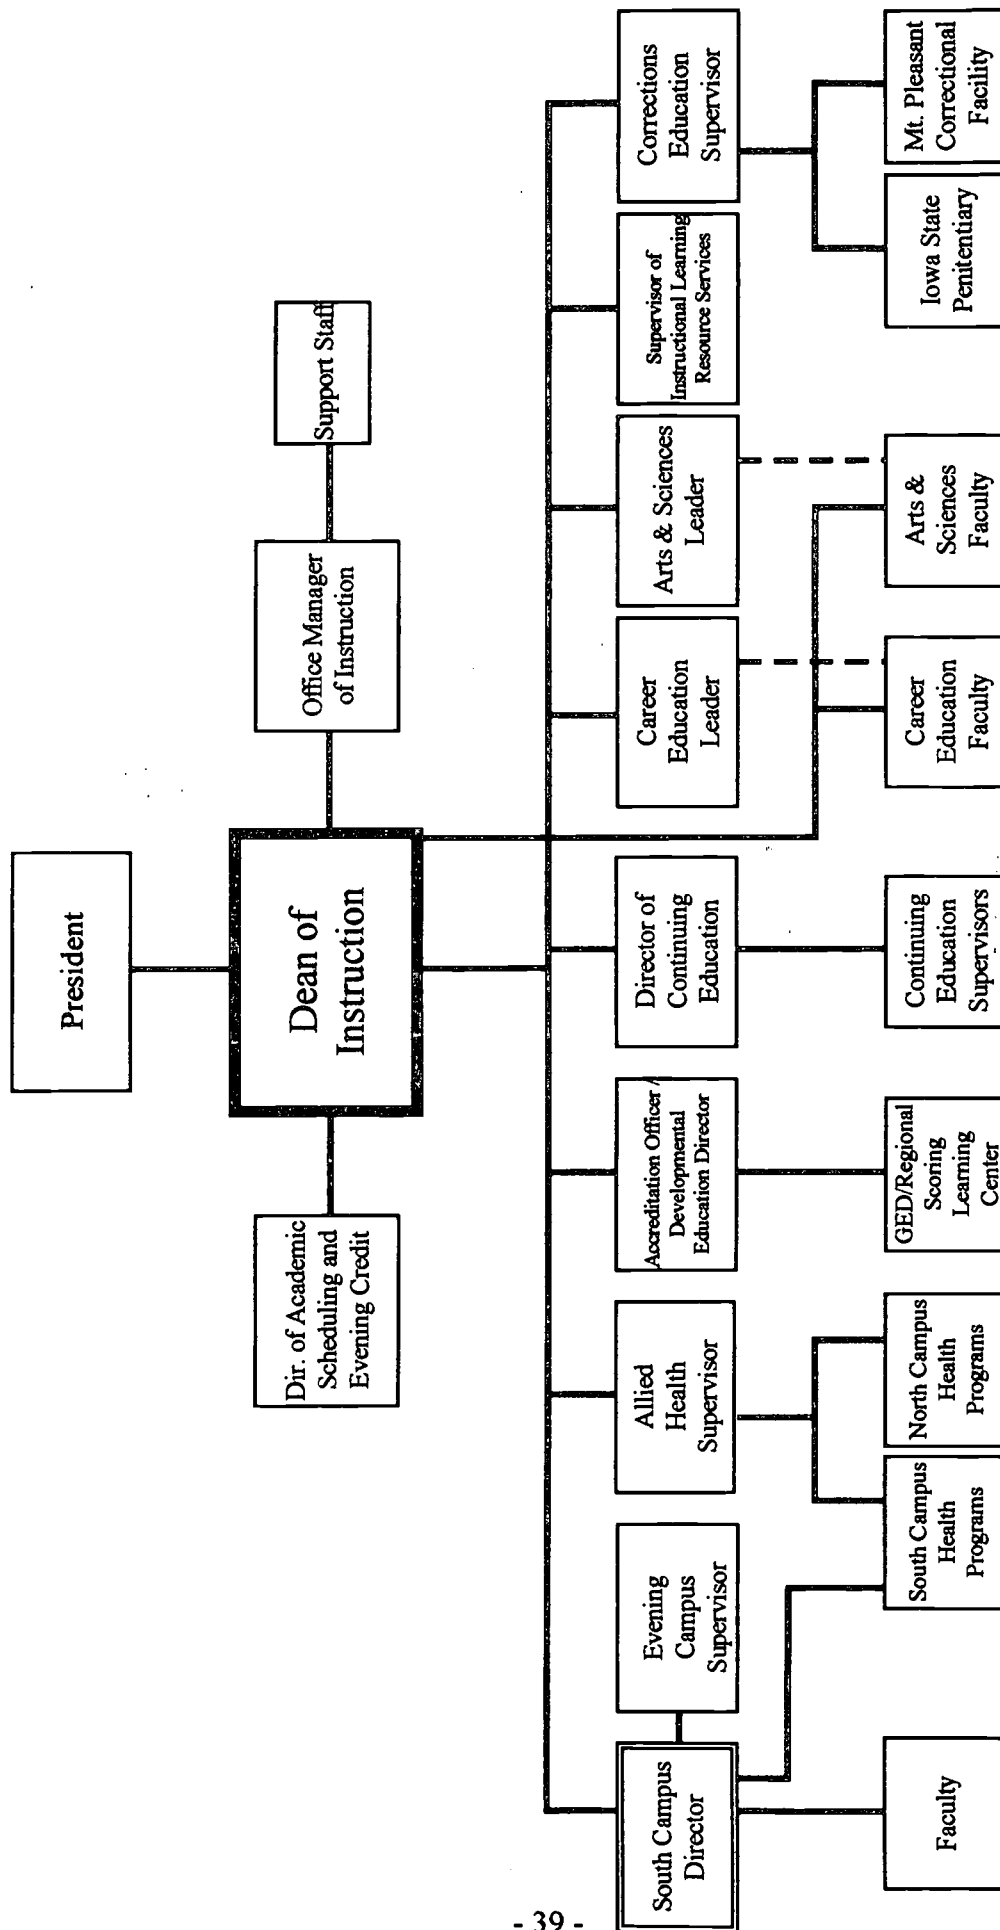 President
Dean of
Instruction
Dir. of Academic
Scheduling and
Evening Credit
Office Manager
of Instruction
Support Staff
South Campus
Director
Evening
Campus
Supervisor
Allied
Health
Supervisor
Accreditation Officer /
Developmental
Education Director
Director of
Continuing
Education
Career
Education
Leader
Arts & Sciences
Leader
Supervisor of
Instructional Learning
Resource Services
Corrections
Education
Supervisor
Faculty
South Campus
Health
Programs
North Campus
Health
Programs
GED/Regional
Scoring
Learning
Center
Continuing
Education
Supervisors
Career
Education
Faculty
Arts &
Sciences
Faculty
Iowa State
Penitentiary
Mt. Pleasant
Correctional
Facility
- 39 -